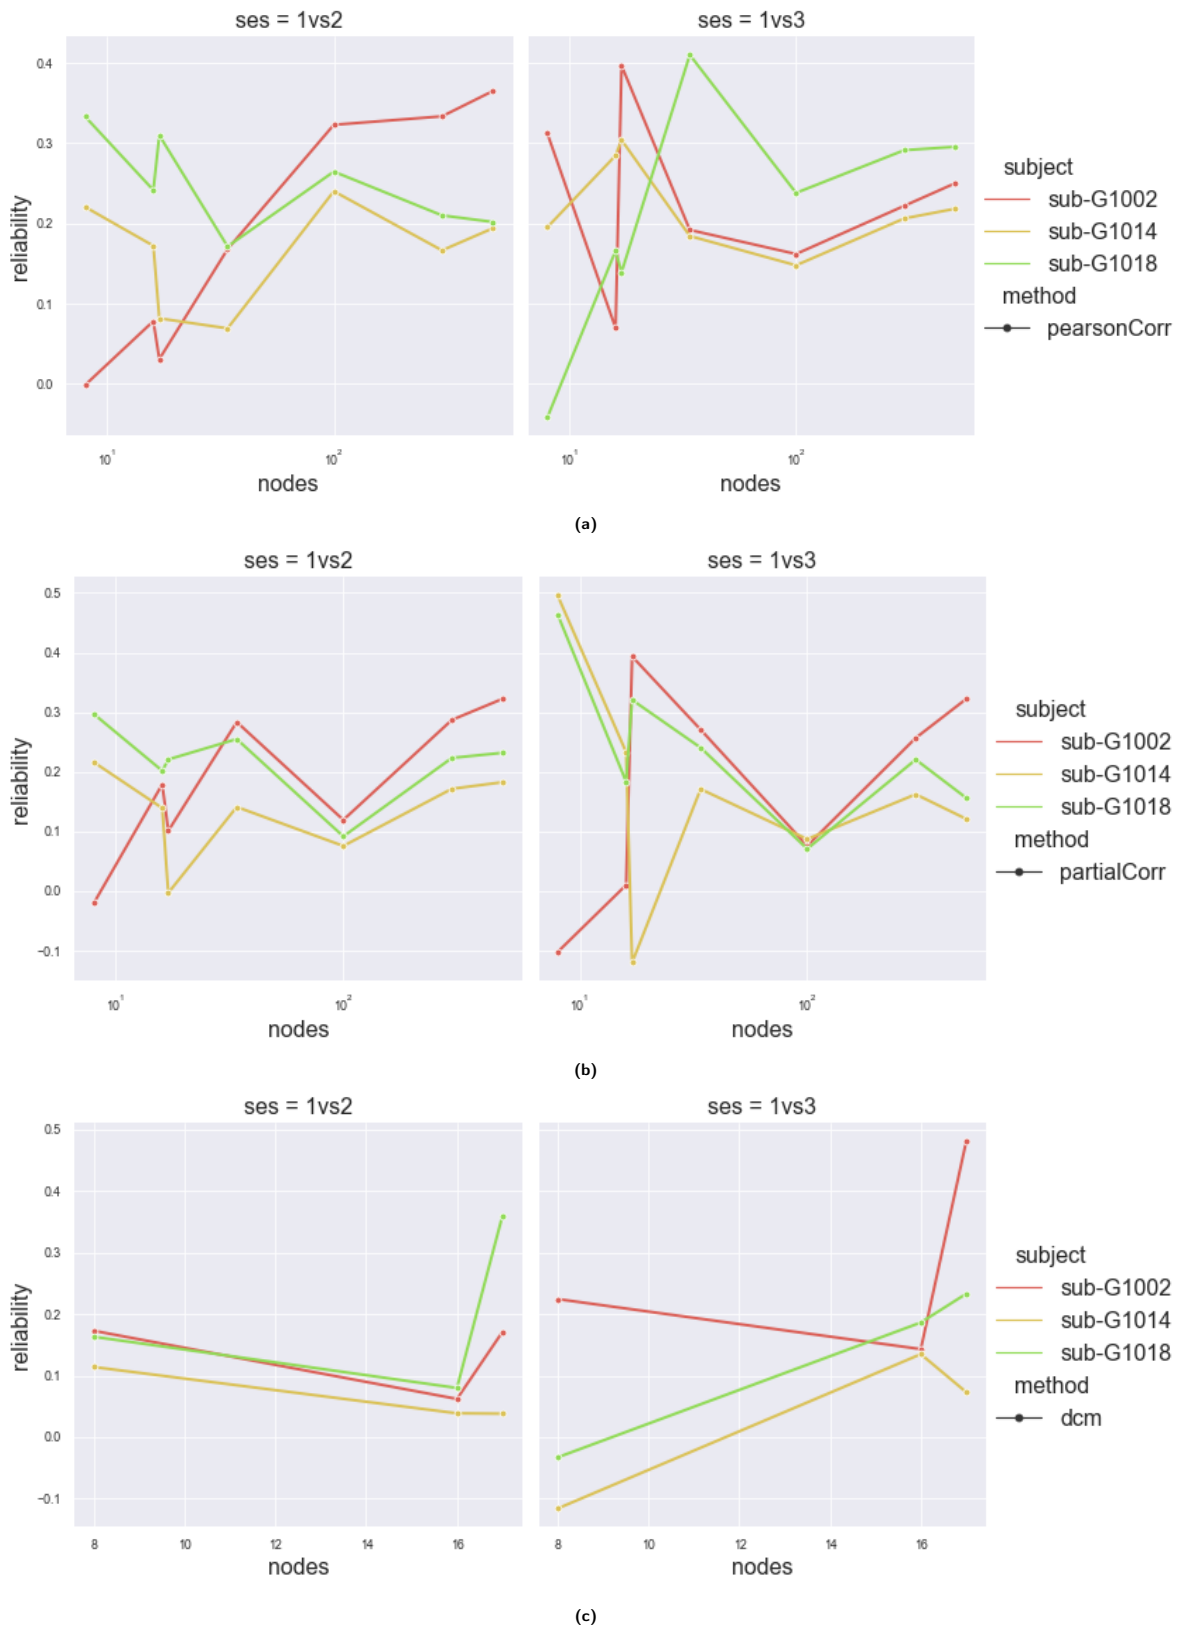 ses = 1vs2
ses = 1vs3
0.4
0.3
0.2
0.1
0.0
reliability
10¹
10²
10¹
10²
nodes
nodes
subject
sub-G1002
sub-G1014
sub-G1018
method
pearsonCorr
(a)
ses = 1vs2
ses = 1vs3
0.5
0.4
0.3
0.2
0.1
0.0
−0.1
reliability
10¹
10²
10¹
10²
nodes
nodes
subject
sub-G1002
sub-G1014
sub-G1018
method
partialCorr
(b)
ses = 1vs2
ses = 1vs3
0.5
0.4
0.3
0.2
0.1
0.0
−0.1
reliability
8
10
12
14
16
8
10
12
14
16
nodes
nodes
subject
sub-G1002
sub-G1014
sub-G1018
method
dcm
(c)